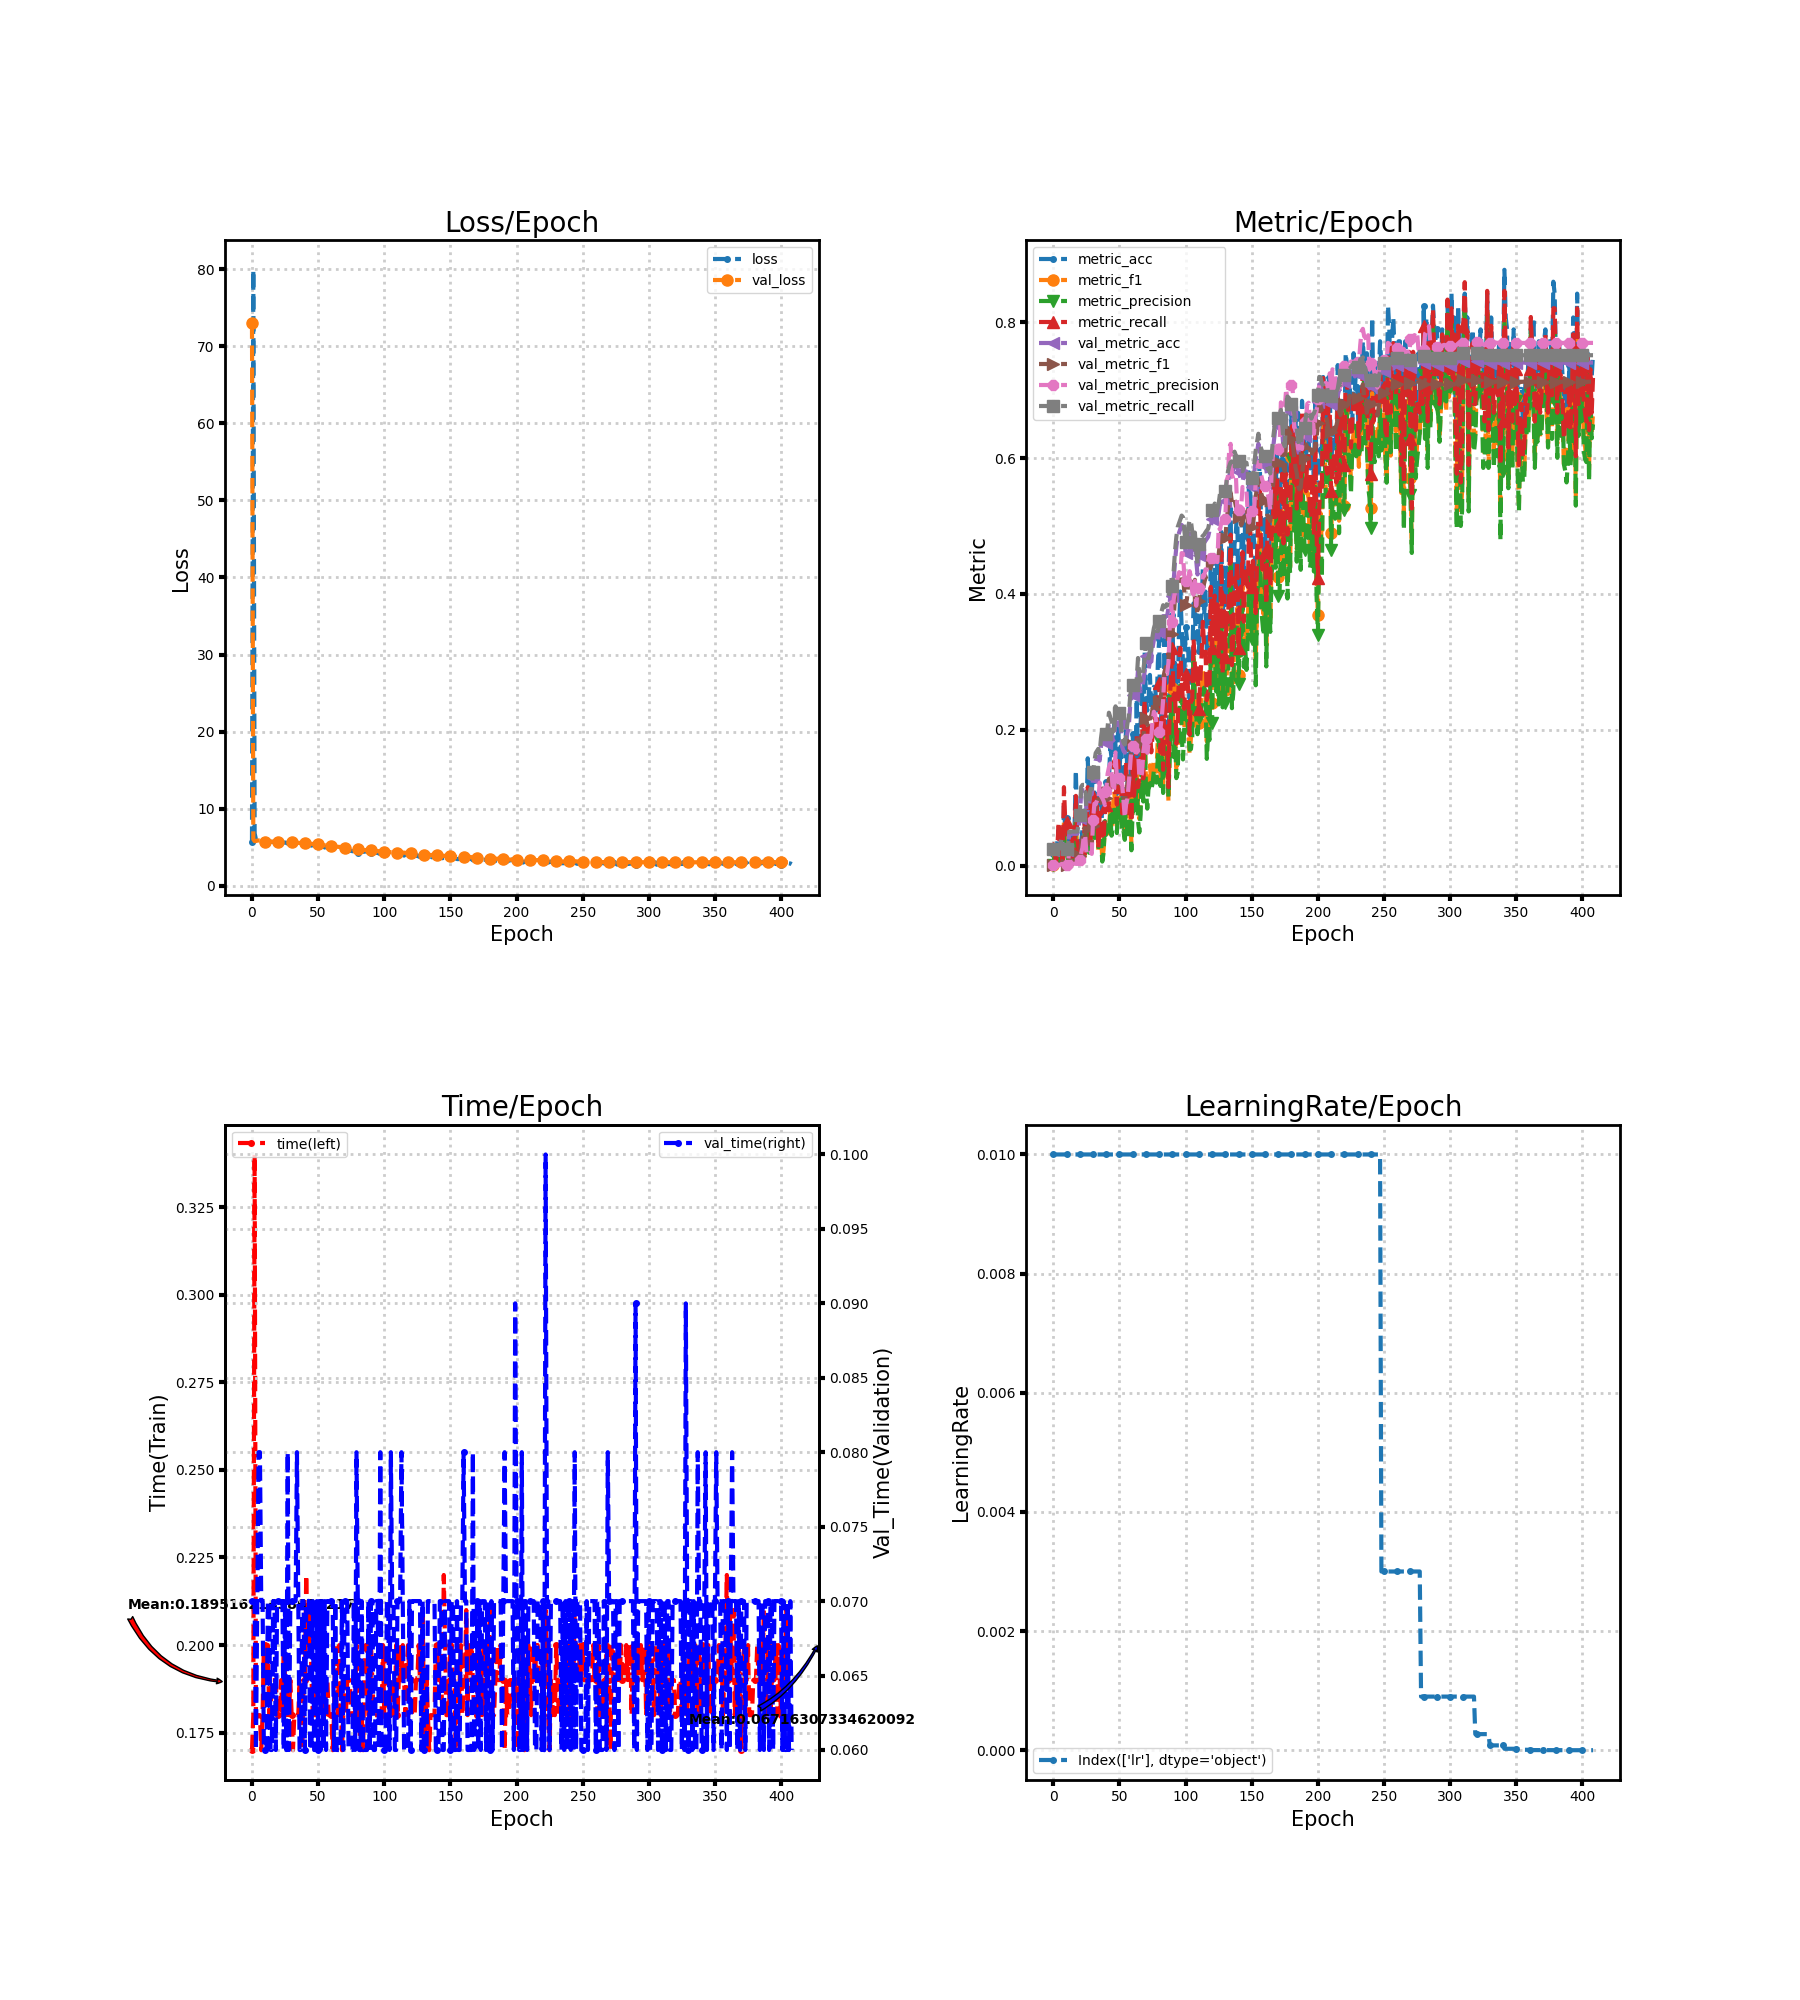 Loss/Epoch
80
70
60
50
40
30
20
10
0
Loss
0 50 100 150 200 250 300 350 400
Epoch
loss
val_loss
Metric/Epoch
0.8
0.6
0.4
0.2
0.0
Metric
0 50 100 150 200 250 300 350 400
Epoch
metric_acc
metric_f1
metric_precision
metric_recall
val_metric_acc
val_metric_f1
val_metric_precision
val_metric_recall
Time/Epoch
time(left)
val_time(right)
0.325
0.300
0.275
0.250
0.225
0.200
0.175
Time(Train)
0.100
0.095
0.090
0.085
0.080
0.075
0.070
0.065
0.060
Val_Time(Validation)
Mean:0.06716307334620092
0 50 100 150 200 250 300 350 400
Epoch
LearningRate/Epoch
0.010
0.008
0.006
0.004
0.002
0.000
LearningRate
Index(['lr'], dtype='object')
0 50 100 150 200 250 300 350 400
Epoch